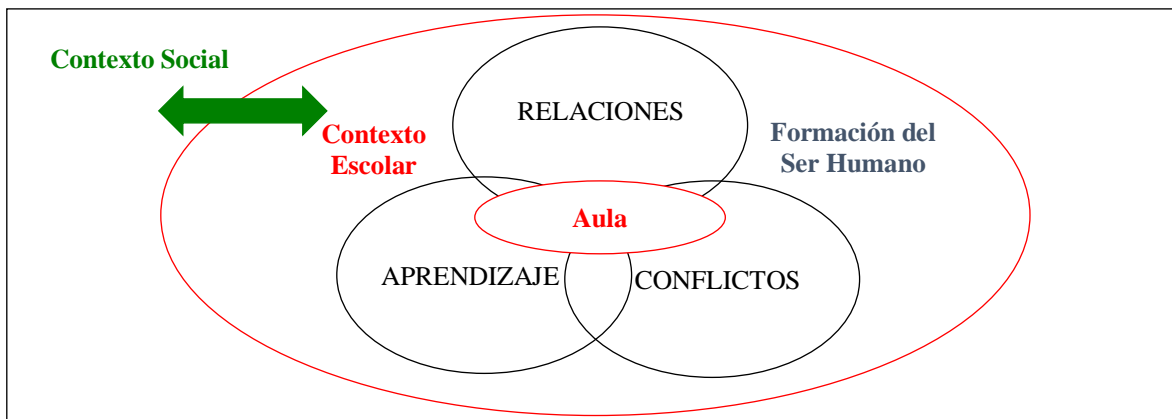 Contexto Social
RELACIONES
Contexto
Escolar
Formación del
Ser Humano
Aula
APRENDIZAJE
CONFLICTOS